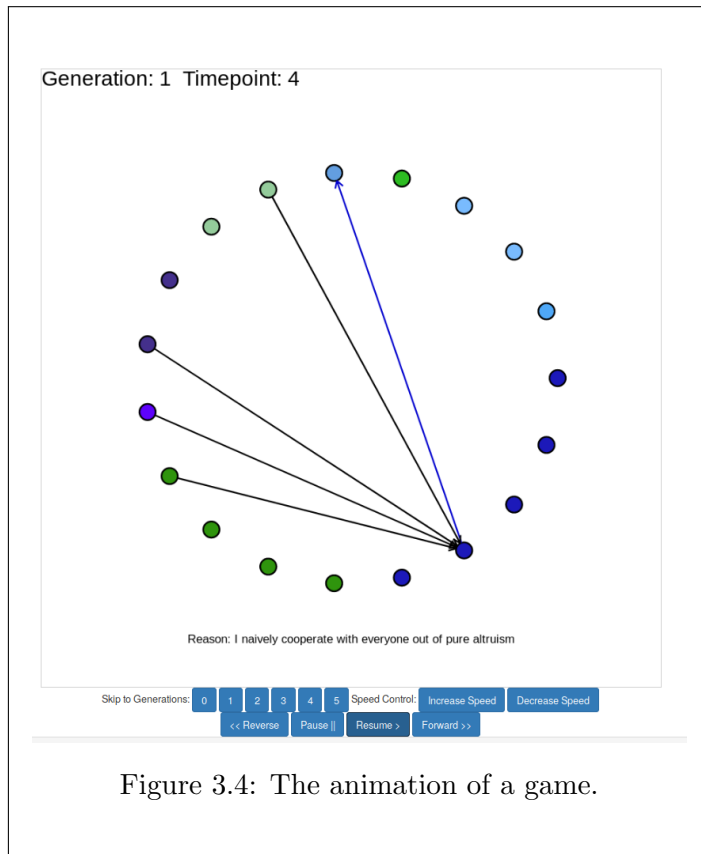 Generation: 1  Timepoint: 4
Reason: I naively cooperate with everyone out of pure altruism
Skip to Generations: 0 1 2 3 4 5 Speed Control: Increase Speed Decrease Speed
<< Reverse Pause || Resume > Forward >>
Figure 3.4: The animation of a game.